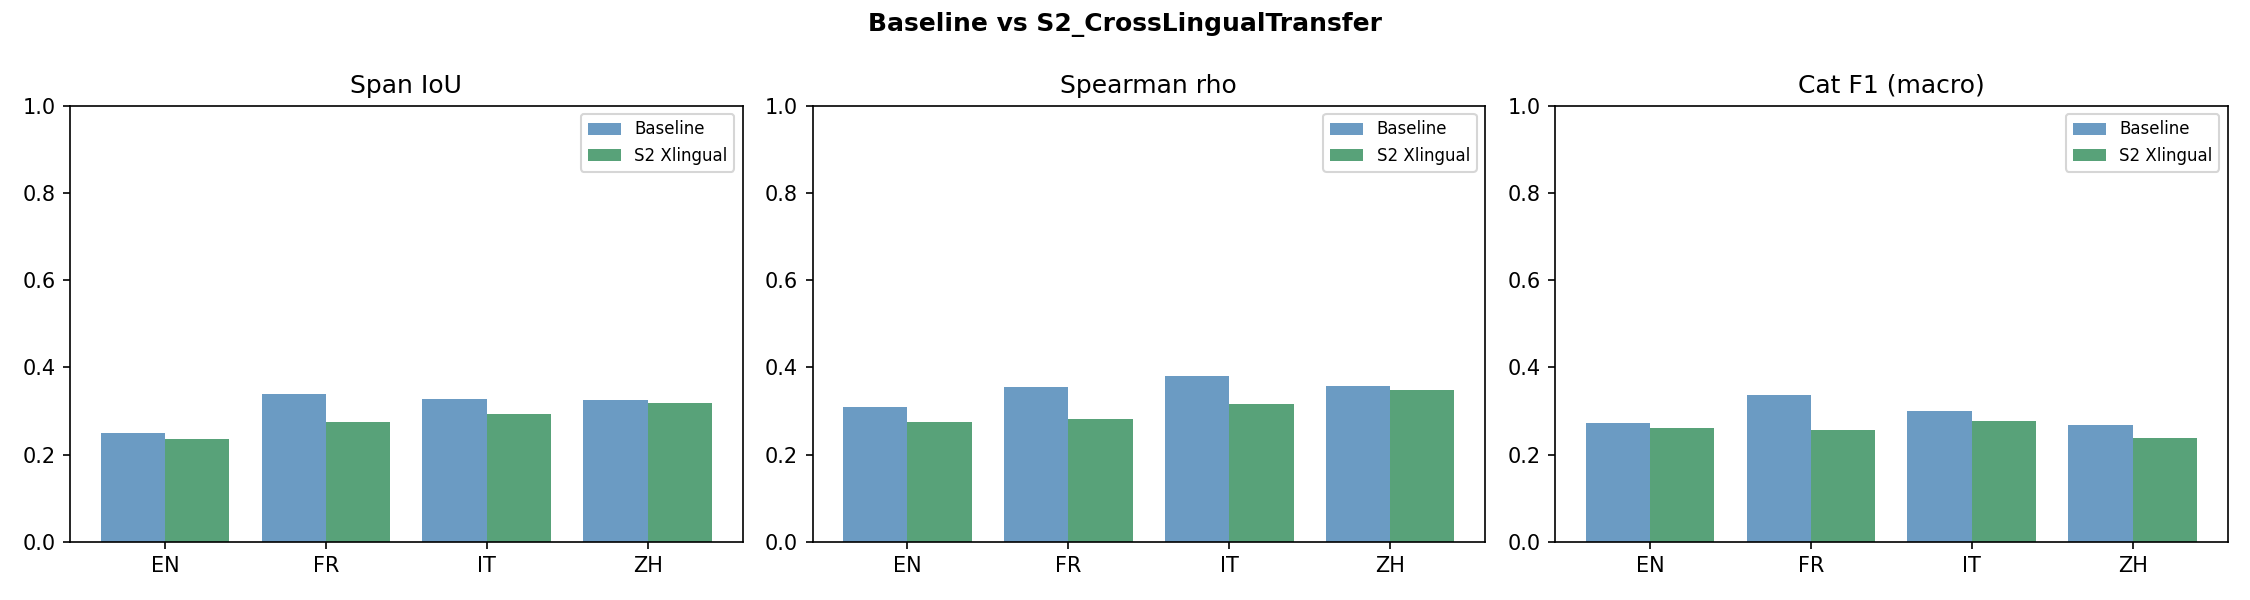 Baseline vs S2_CrossLingualTransfer
Span IoU
1.0
0.8
0.6
0.4
0.2
0.0
Baseline
S2 Xlingual
EN FR IT ZH
Spearman rho
1.0
0.8
0.6
0.4
0.2
0.0
Baseline
S2 Xlingual
EN FR IT ZH
Cat F1 (macro)
1.0
0.8
0.6
0.4
0.2
0.0
Baseline
S2 Xlingual
EN FR IT ZH